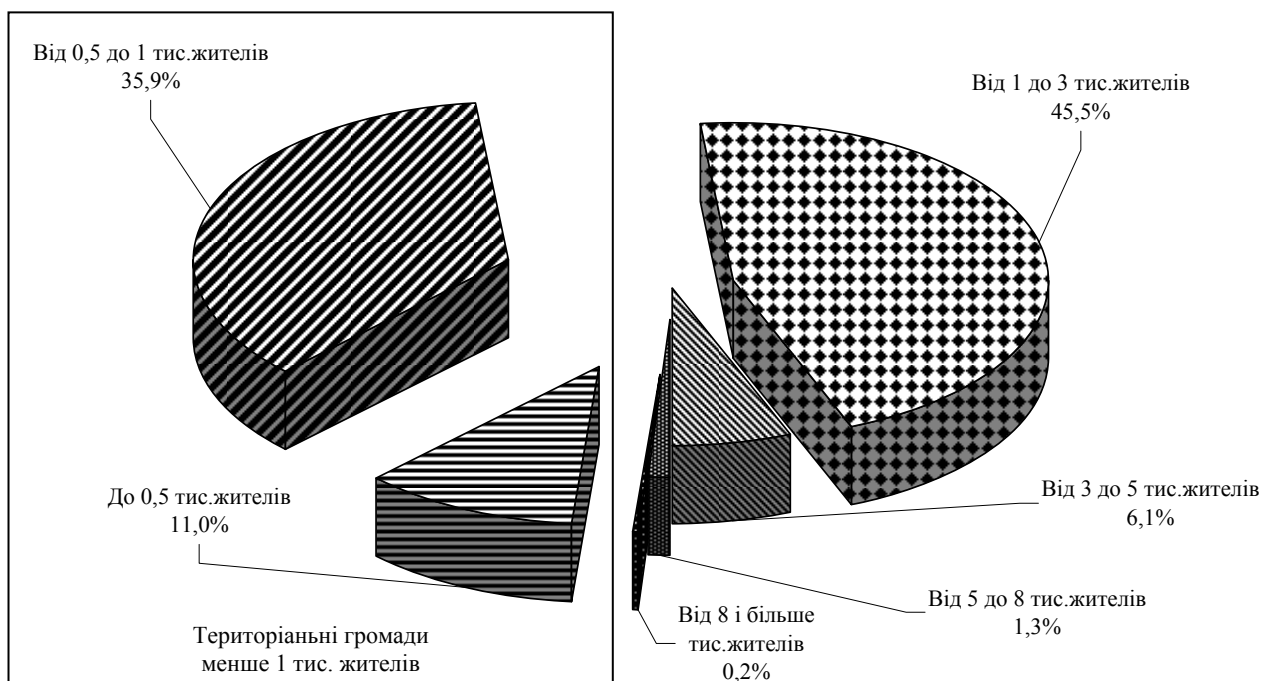 Від 0,5 до 1 тис.жителів
35,9%
Від 1 до 3 тис.жителів
45,5%
До 0,5 тис.жителів
11,0%
Від 3 до 5 тис.жителів
6,1%
Від 5 до 8 тис.жителів
1,3%
Від 8 і більше
тис.жителів
0,2%
Територіаньні громади
менше 1 тис. жителів